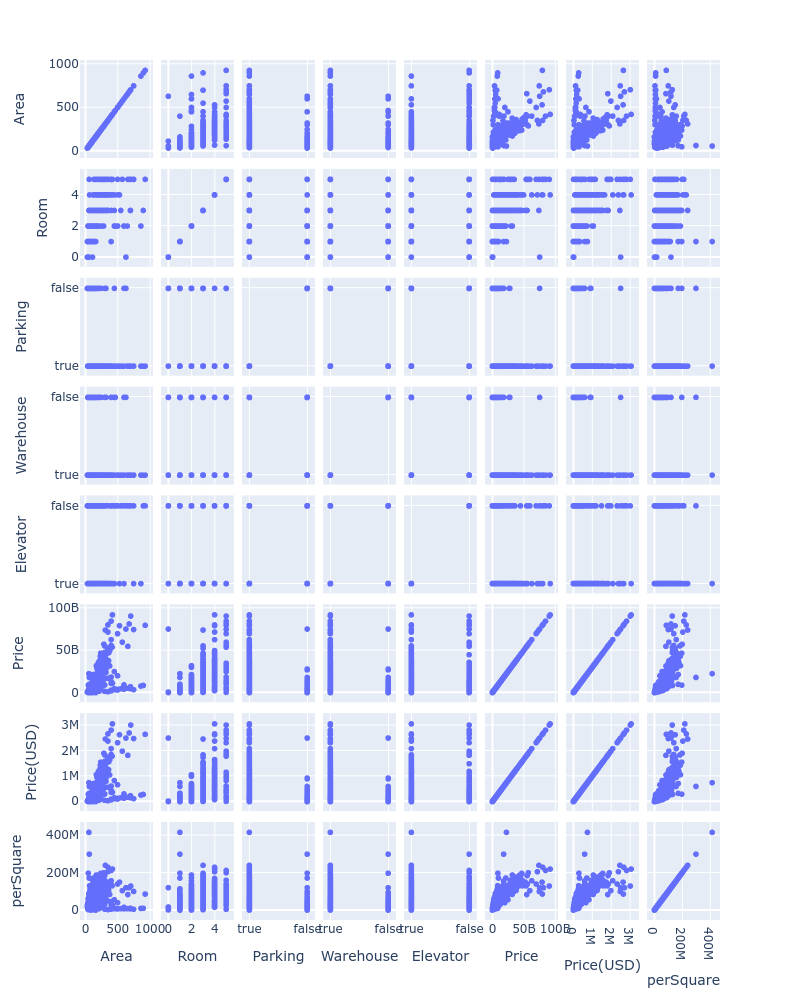 1000
500
0
Area
4
2
0
Room
false
true
Parking
false
true
Warehouse
false
true
Elevator
100B
50B
0
Price
3M
2M
1M
0
Price(USD)
400M
200M
0
perSquare
0 500 1000 0 2 4 true false true false true false 0 50B 100B 0 1M 2M 3M 0 200M 400M
Area Room Parking Warehouse Elevator Price Price(USD) perSquare